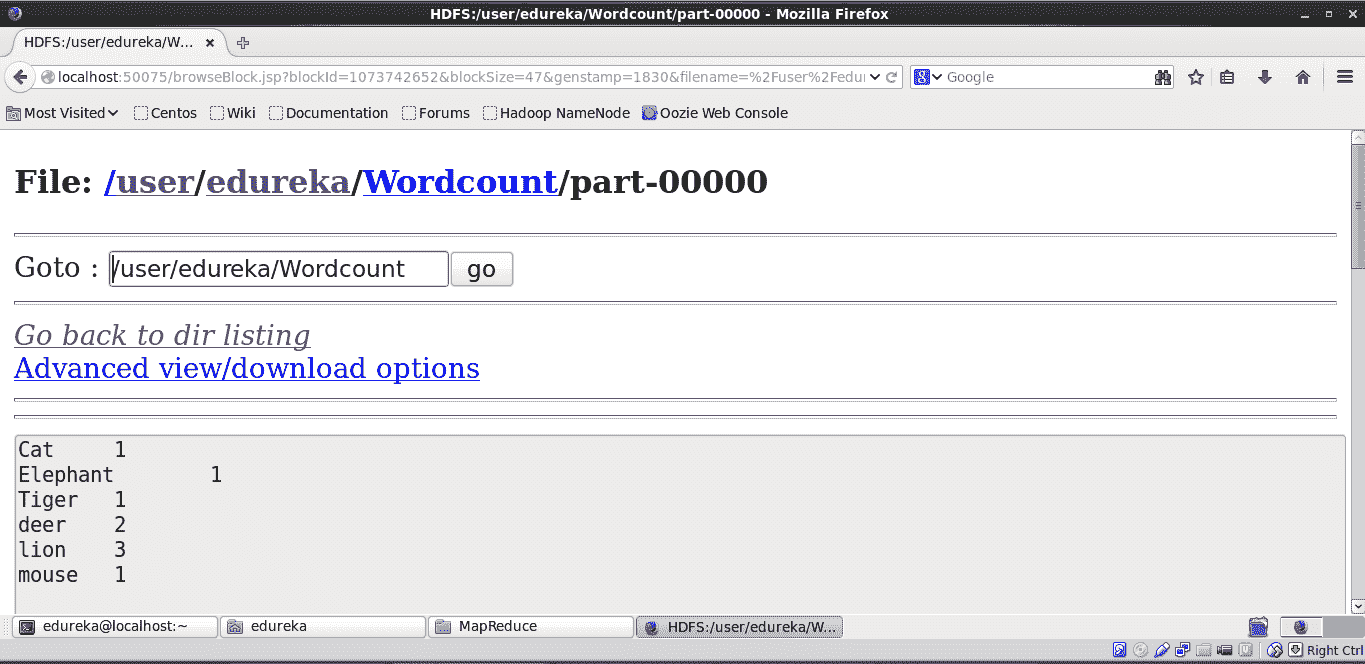 HDFS:/user/edureka/Wordcount/part-00000 - Mozilla Firefox
HDFS:/user/edureka/W...
localhost:50075/browseBlock.jsp?blockId=1073742652&blockSize=47&genstamp=1830&filename=%2Fuser%2Fedu Google
Most Visited Centos Wiki Documentation Forums Hadoop NameNode Oozie Web Console
File: /user/edureka/Wordcount/part-00000
Goto : /user/edureka/Wordcount go
Go back to dir listing
Advanced view/download options
Cat 1
Elephant 1
Tiger 1
deer 2
lion 3
mouse 1
edureka@localhost:~ edureka MapReduce HDFS:/user/edureka/W...
Right Ctrl